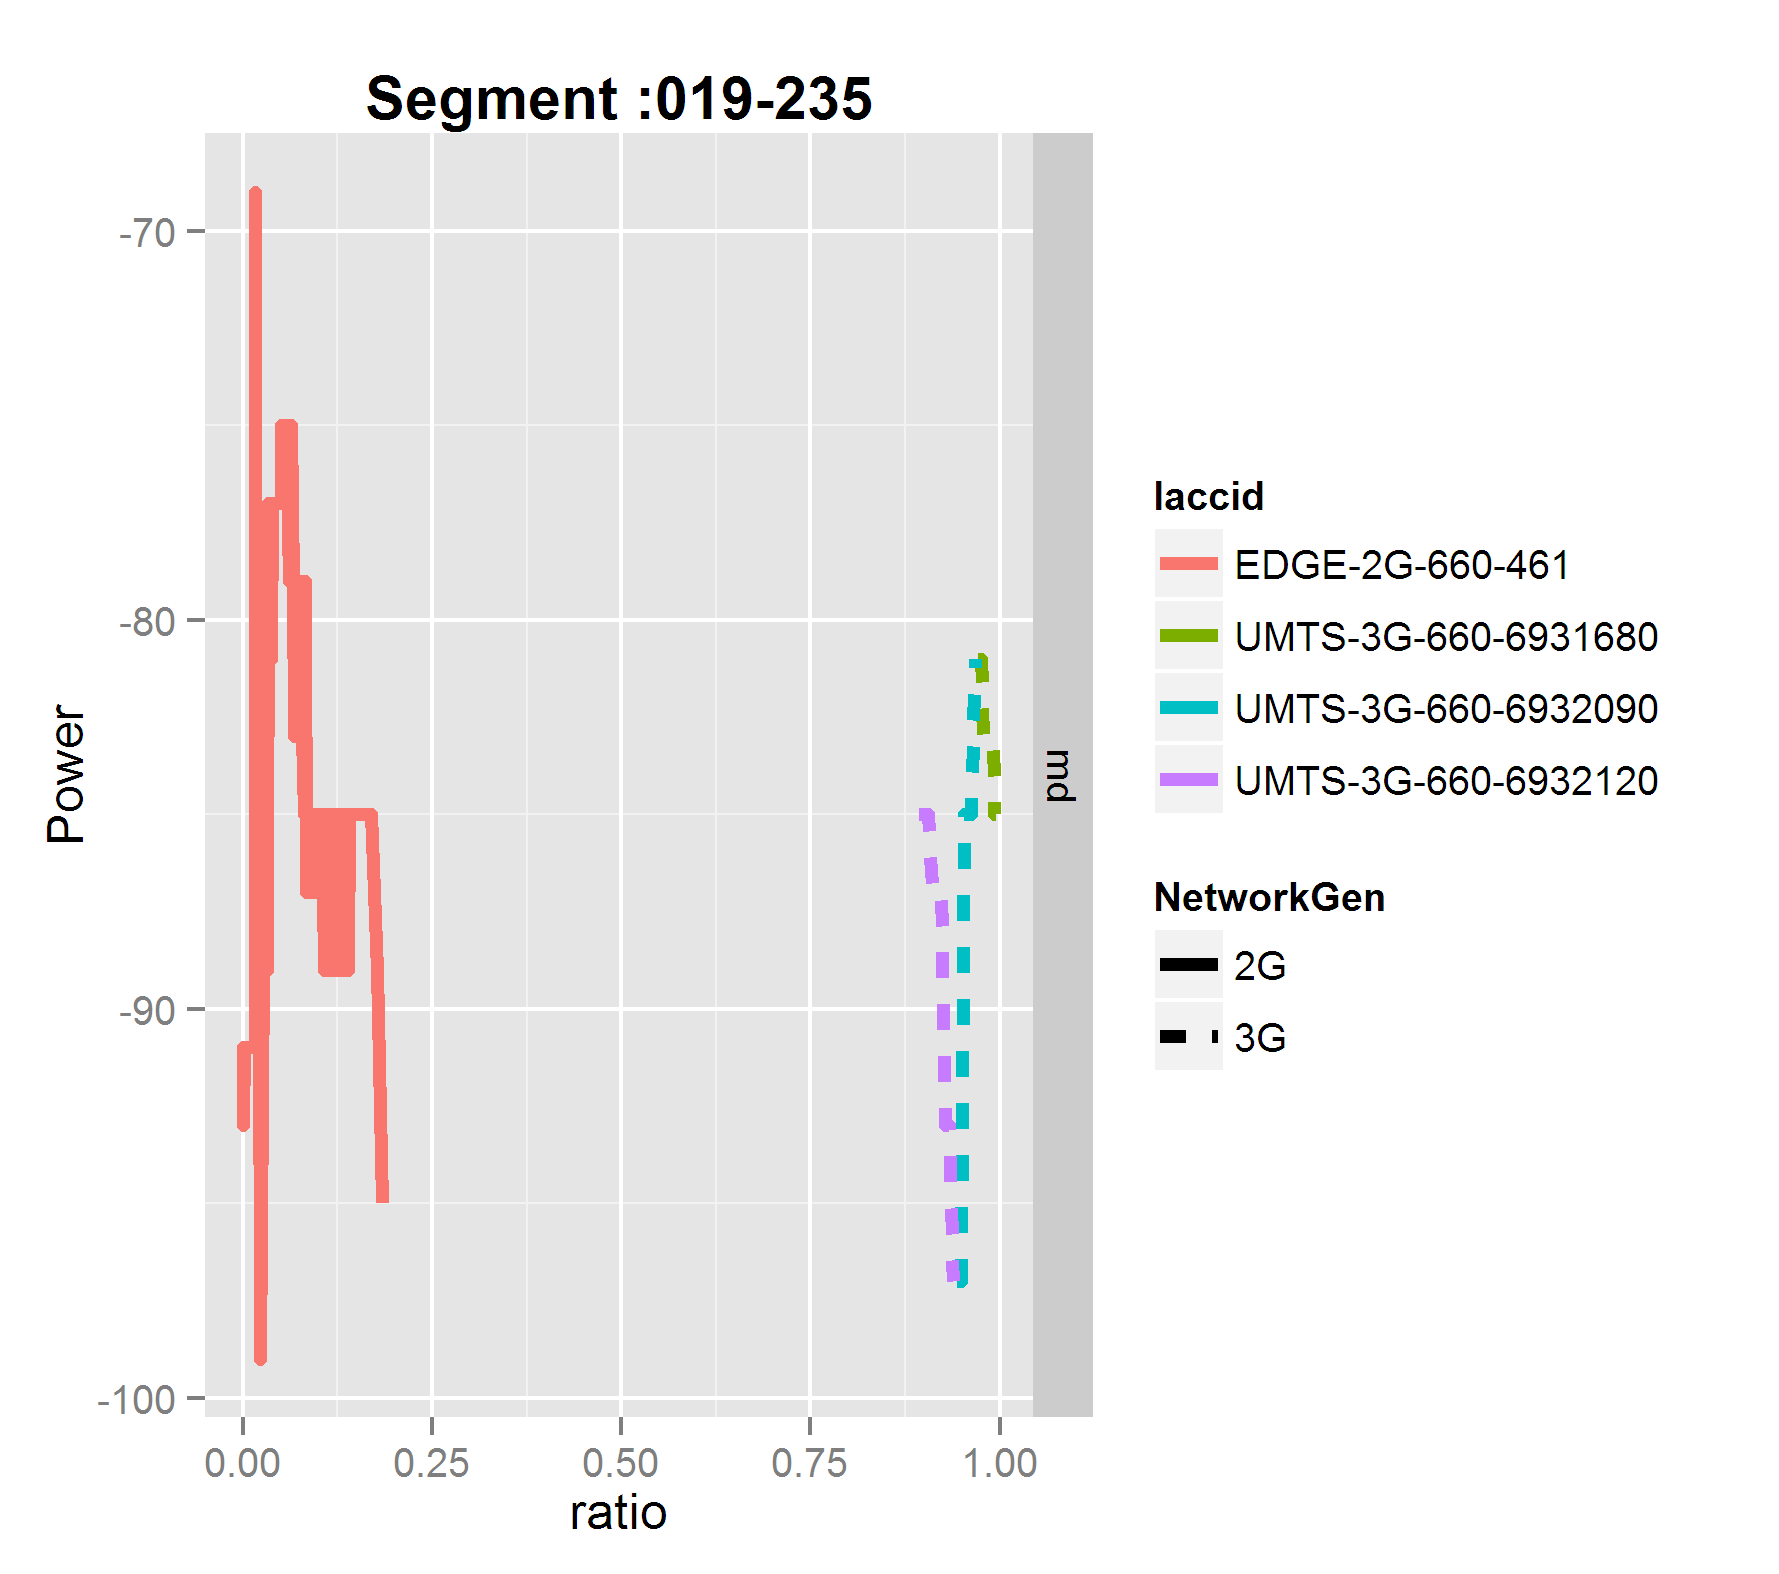 Segment :019-235
-70
-80
-90
-100
Power
0.00 0.25 0.50 0.75 1.00
ratio
md
laccid
EDGE-2G-660-461
UMTS-3G-660-6931680
UMTS-3G-660-6932090
UMTS-3G-660-6932120
NetworkGen
2G
3G